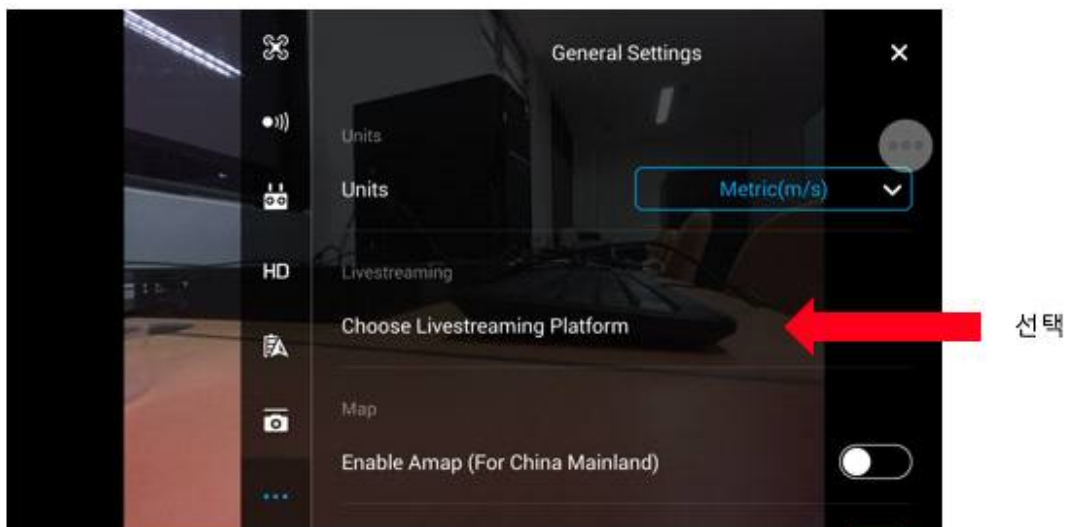 General Settings
Units
Units
Metric(m/s)
HD
Livestreaming
Choose Livestreaming Platform
선택
Map
Enable Amap (For China Mainland)